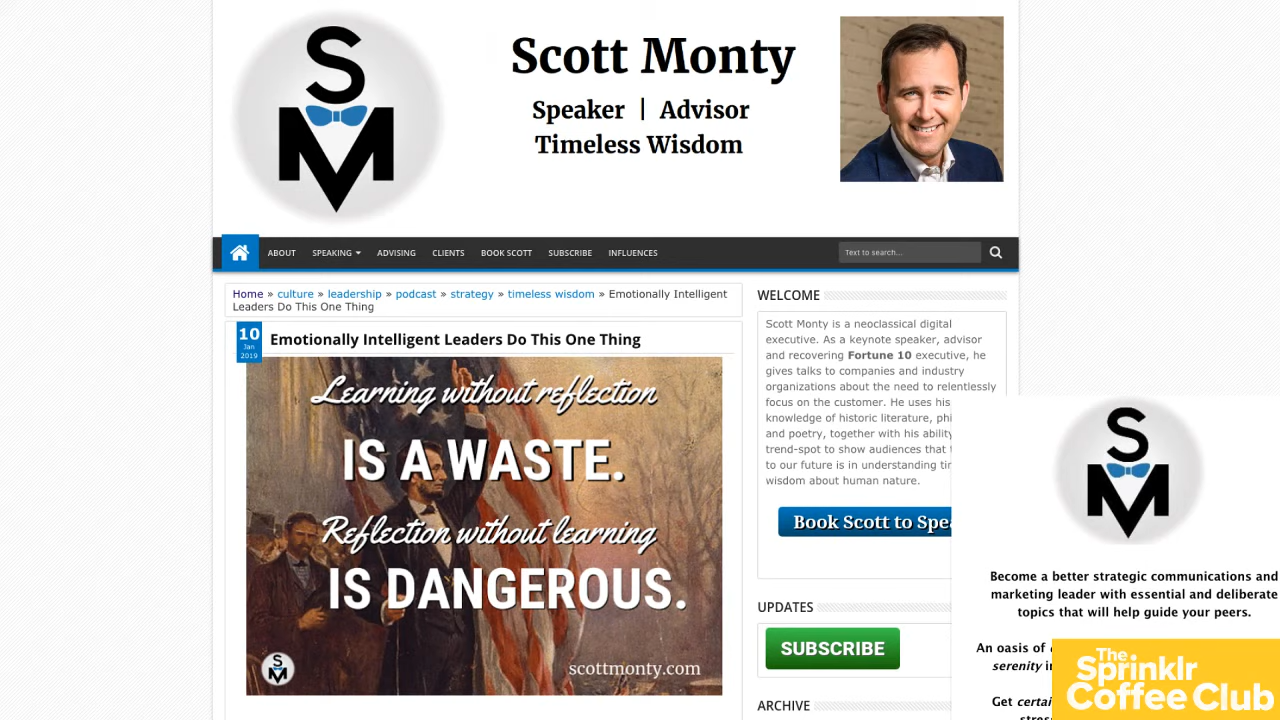 S
M
Scott Monty
Speaker | Advisor
Timeless Wisdom
ABOUT SPEAKING ADVISING CLIENTS BOOK SCOTT SUBSCRIBE INFLUENCES Text to search...
Home » culture » leadership » podcast » strategy » timeless wisdom » Emotionally Intelligent
Leaders Do This One Thing
10
Jan
2019
Emotionally Intelligent Leaders Do This One Thing
Learning without reflection
IS A WASTE.
Reflection without learning
IS DANGEROUS.
S
M
scottmonty.com
WELCOME
Scott Monty is a neoclassical digital
executive. As a keynote speaker, advisor
and recovering Fortune 10 executive, he
gives talks to companies and industry
organizations about the need to relentlessly
focus on the customer. He uses his
knowledge of historic literature,
and poetry, together with his ability
trend-spot to show audiences that
to our future is in understanding
wisdom about human nature.
Book Scott to
UPDATES
SUBSCRIBE
ARCHIVE
S
M
Become a better strategic communications and
marketing leader with essential and deliberate
topics that will help guide your peers.
An oasis of
serenity
Get
The
Sprinklr
Coffee Club